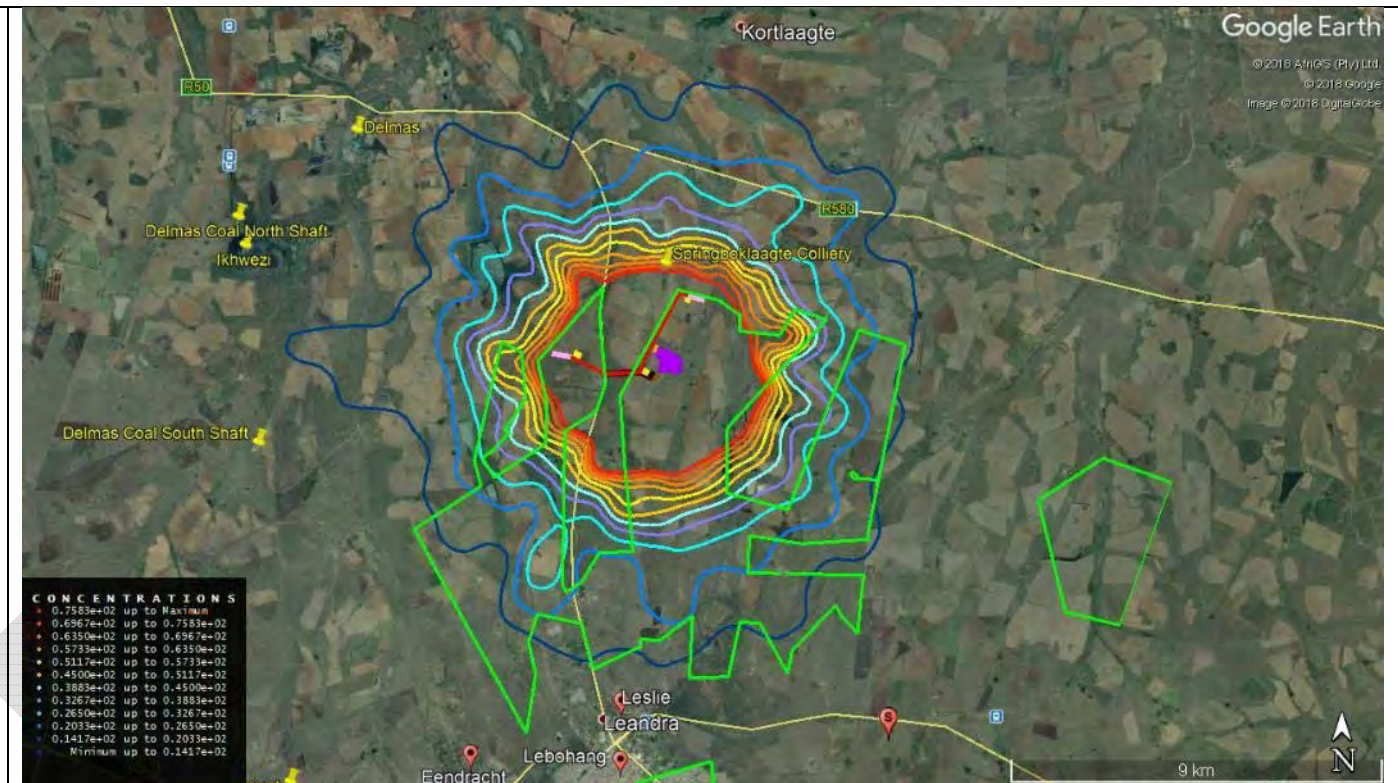 Google Earth
© 2018 AfriGIS (Pty) Ltd.
© 2018 Google
Image © 2018 DigitalGlobe
Kortlaagte
R50
Delmas
R580
Delmas Coal North Shaft
Ikhwezi
Springboklaagte Colliery
Delmas Coal South Shaft
CONCENTRATIONS
0.7583e+02 up to Maximum
0.6967e+02 up to 0.7583e+02
0.6350e+02 up to 0.6967e+02
0.5733e+02 up to 0.6350e+02
0.5117e+02 up to 0.5733e+02
0.4500e+02 up to 0.5117e+02
0.3883e+02 up to 0.4500e+02
0.3267e+02 up to 0.3883e+02
0.2650e+02 up to 0.3267e+02
0.2033e+02 up to 0.2650e+02
0.1417e+02 up to 0.2033e+02
Minimum up to 0.1417e+02
Leslie
Leandra
S
Lebohang
Eendracht
N
9 km